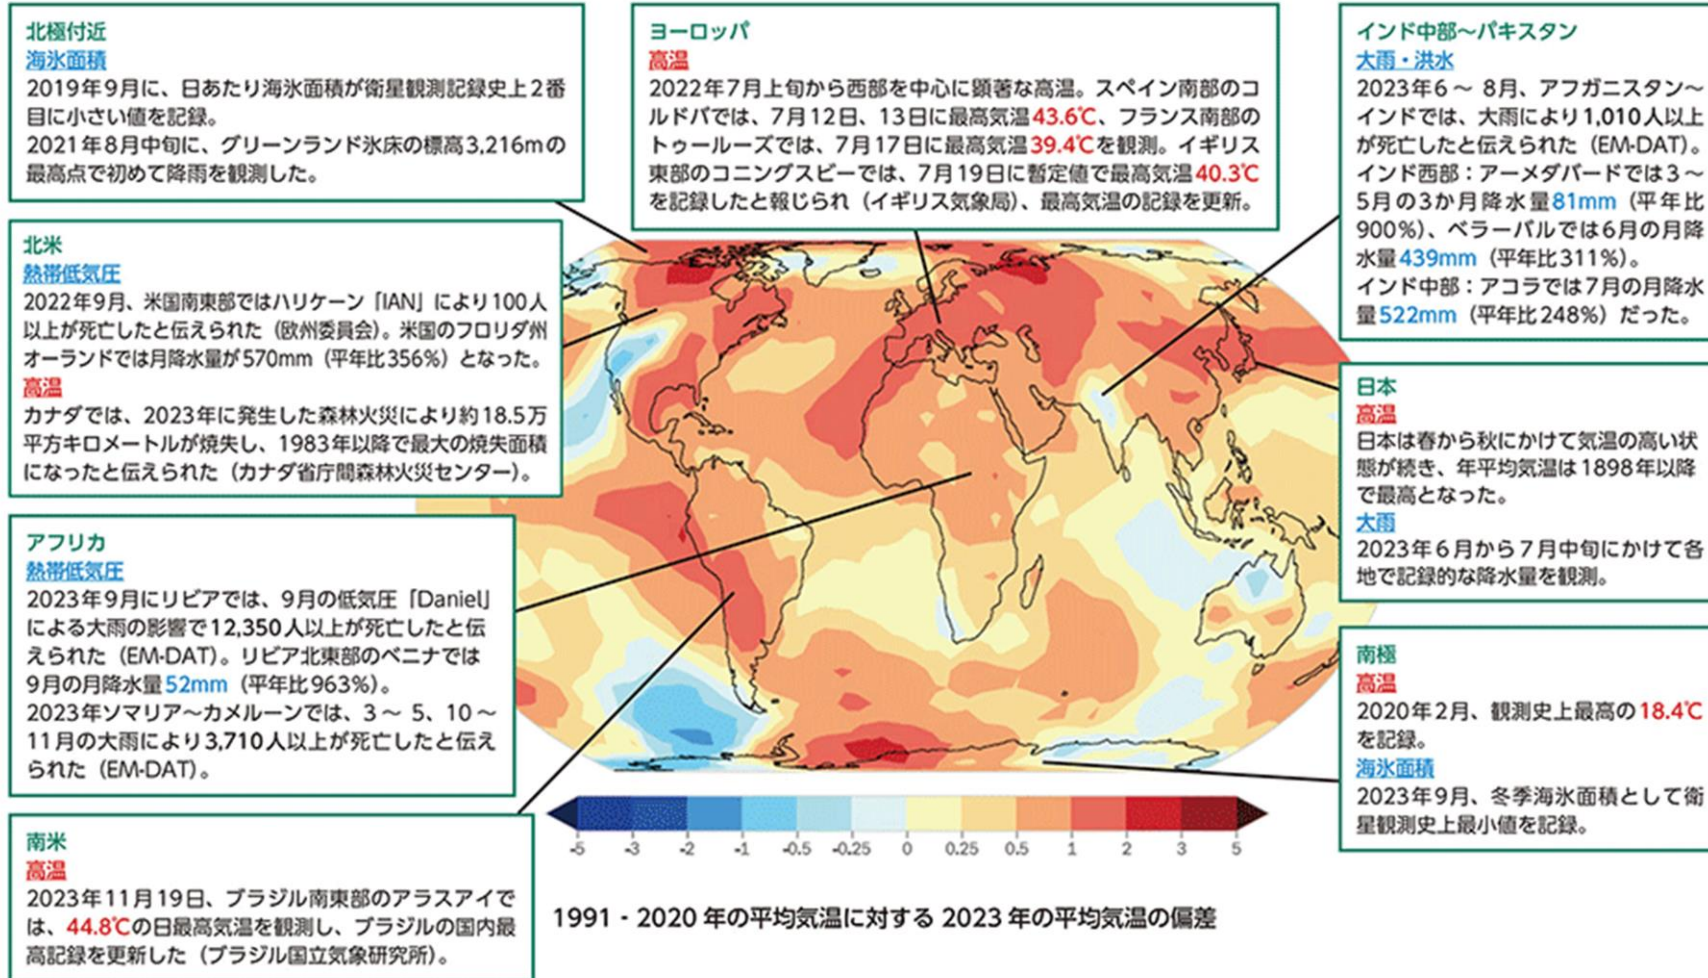 北極付近
海氷面積
2019年9月に、日あたり海氷面積が衛星観測記録史上2番
目に小さい値を記録。
2021年8月中旬に、グリーンランド氷床の標高3,216mの
最高点で初めて降雨を観測した。
ヨーロッパ
高温
2022年7月上旬から西部を中心に顕著な高温。スペイン南部のコ
ルドバでは、7月12日、13日に最高気温43.6℃、フランス南部の
トゥールーズでは、7月17日に最高気温39.4℃を観測。イギリス
東部のコニングスビーでは、7月19日に暫定値で最高気温40.3℃
を記録したと報じられ（イギリス気象局）、最高気温の記録を更新。
インド中部～パキスタン
大雨・洪水
2023年6～8月、アフガニスタン～
インドでは、大雨により1,010人以上
が死亡したと伝えられた（EM-DAT）。
インド西部：アーメダバードでは3～
5月の3か月降水量81mm（平年比
900%）、ベラーバルでは6月の月降
水量439mm（平年比311%）。
インド中部：アコラでは7月の月降水
量522mm（平年比248%）だった。
北米
熱帯低気圧
2022年9月、米国南東部ではハリケーン「IAN」により100人
以上が死亡したと伝えられた（欧州委員会）。米国のフロリダ州
オーランドでは月降水量が570mm（平年比356%）となった。
高温
カナダでは、2023年に発生した森林火災により約18.5万
平方キロメートルが焼失し、1983年以降で最大の焼失面積
になったと伝えられた（カナダ省庁間森林火災センター）。
日本
高温
日本は春から秋にかけて気温の高い状
態が続き、年平均気温は1898年以降
で最高となった。
大雨
2023年6月から7月中旬にかけて各
地で記録的な降水量を観測。
アフリカ
熱帯低気圧
2023年9月にリビアでは、9月の低気圧「Daniel」
による大雨の影響で12,350人以上が死亡したと伝
えられた（EM-DAT）。リビア北東部のベニナでは
9月の月降水量52mm（平年比963%）。
2023年ソマリア～カメルーンでは、3～5、10～
11月の大雨により3,710人以上が死亡したと伝え
られた（EM-DAT）。
南極
高温
2020年2月、観測史上最高の18.4℃
を記録。
海氷面積
2023年9月、冬季海氷面積として衛
星観測史上最小値を記録。
南米
高温
2023年11月19日、ブラジル南東部のアラスアイで
は、44.8℃の日最高気温を観測し、ブラジルの国内最
高記録を更新した（ブラジル国立気象研究所）。
-5 -3 -2 -1 -0.5 -0.25 0 0.25 0.5 1 2 3 5
1991 - 2020 年の平均気温に対する 2023 年の平均気温の偏差